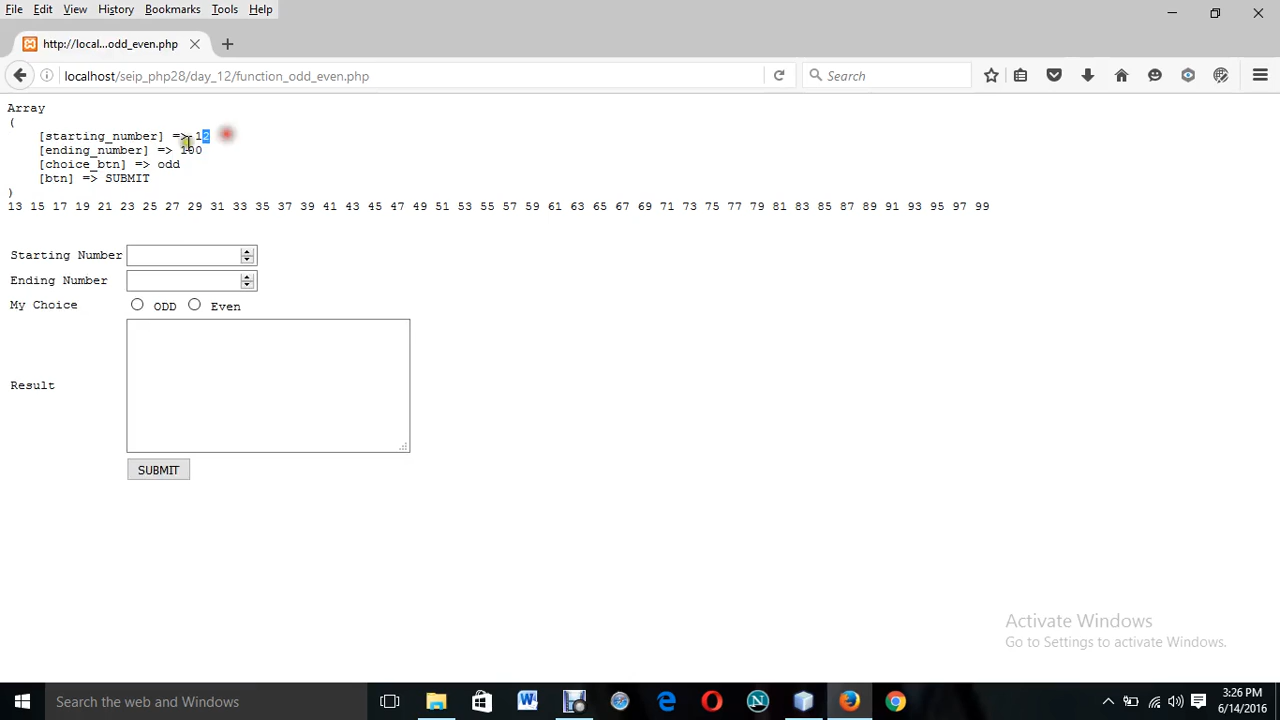 File Edit View History Bookmarks Tools Help
http://local...odd_even.php
localhost/seip_php28/day_12/function_odd_even.php
Search
Array
(
[starting_number] => 12
[ending_number] => 100
[choice_btn] => odd
[btn] => SUBMIT
)
13 15 17 19 21 23 25 27 29 31 33 35 37 39 41 43 45 47 49 51 53 55 57 59 61 63 65 67 69 71 73 75 77 79 81 83 85 87 89 91 93 95 97 99
Starting Number
Ending Number
My Choice ODD Even
Result
SUBMIT
Activate Windows
Go to Settings to activate Windows.
Search the web and Windows
3:26 PM
6/14/2016